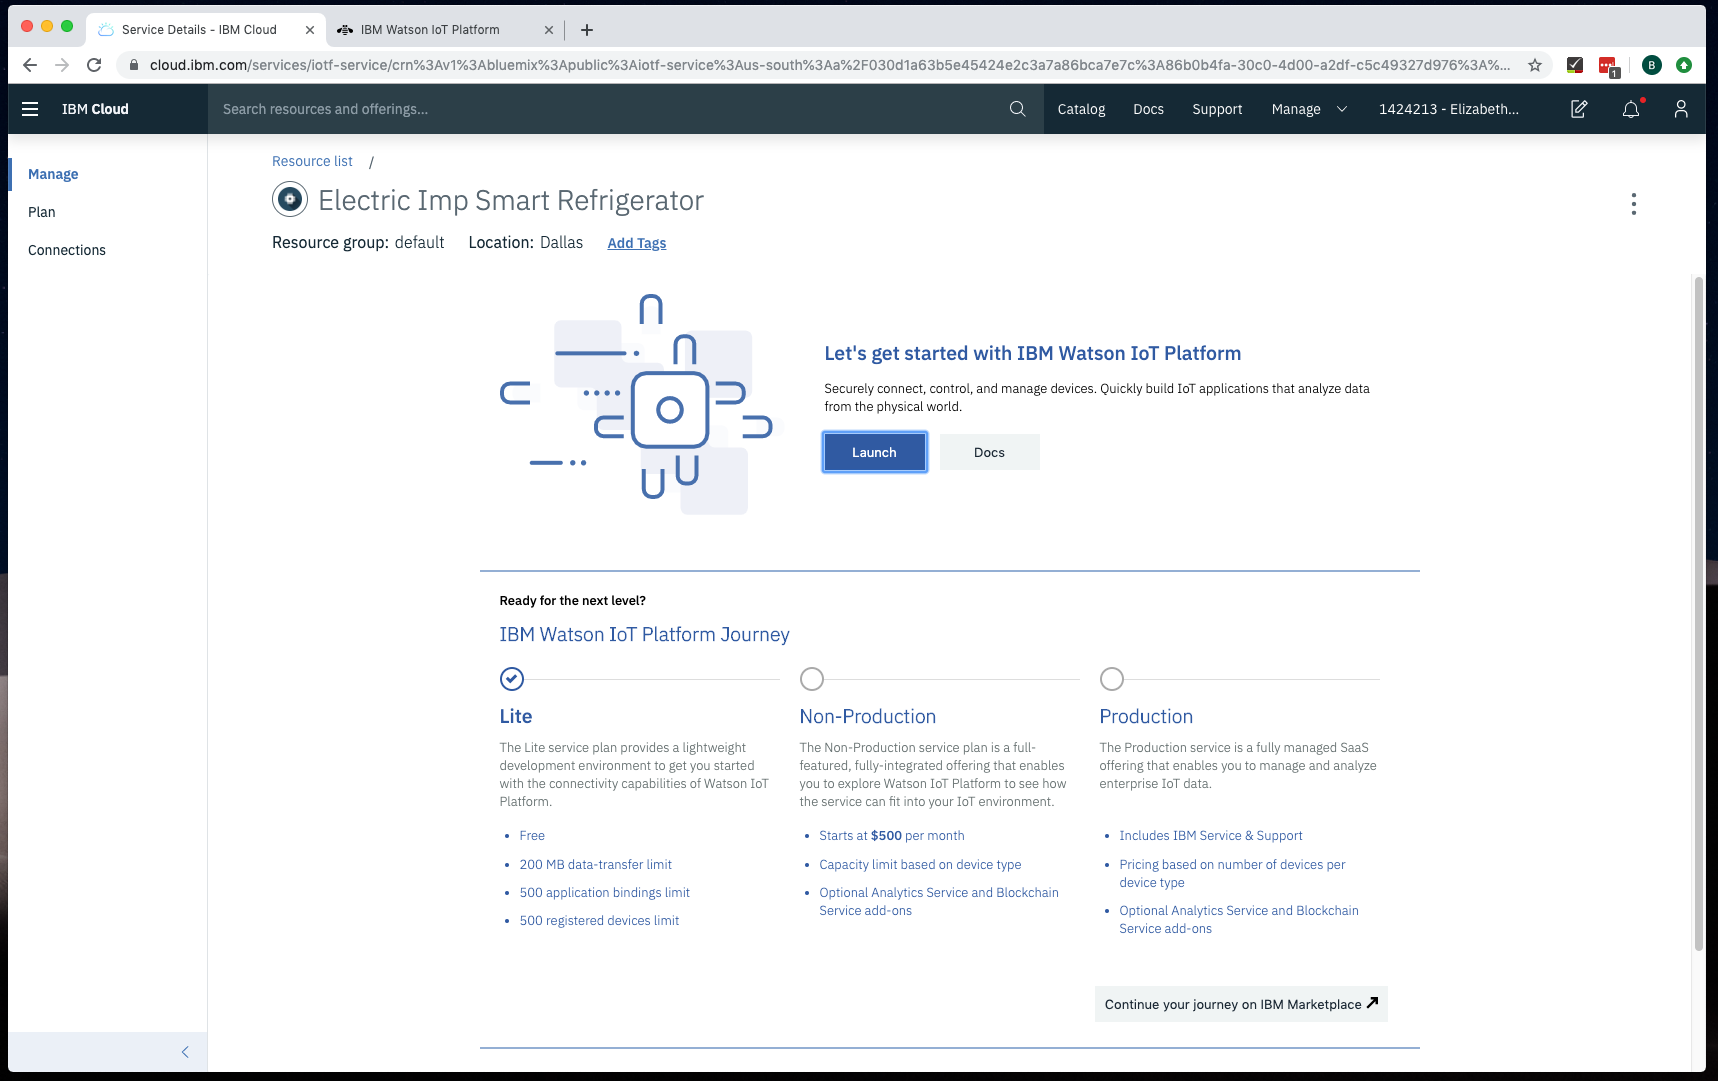 Service Details - IBM Cloud
IBM Watson IoT Platform
cloud.ibm.com/services/iotf-service/crn%3Av1%3Abluemix%3Apublic%3Aiotf-service%3Aus-south%3Aa%2F030d1a63b5e45424e2c3a7a86bca7e7c%3A86b0b4fa-30c0-4d00-a2df-c5c49327d976%3A%...
1
B
IBM Cloud
Search resources and offerings...
Catalog
Docs
Support
Manage
1424213 - Elizabeth...
Manage
Plan
Connections
Resource list /
Electric Imp Smart Refrigerator
Resource group: default Location: Dallas Add Tags
Let's get started with IBM Watson IoT Platform
Securely connect, control, and manage devices. Quickly build IoT applications that analyze data
from the physical world.
Launch
Docs
Ready for the next level?
IBM Watson IoT Platform Journey
Lite
The Lite service plan provides a lightweight
development environment to get you started
with the connectivity capabilities of Watson IoT
Platform.
• Free
• 200 MB data-transfer limit
• 500 application bindings limit
• 500 registered devices limit
Non-Production
The Non-Production service plan is a full-
featured, fully-integrated offering that enables
you to explore Watson IoT Platform to see how
the service can fit into your IoT environment.
• Starts at $500 per month
• Capacity limit based on device type
• Optional Analytics Service and Blockchain
Service add-ons
Production
The Production service is a fully managed SaaS
offering that enables you to manage and analyze
enterprise IoT data.
• Includes IBM Service & Support
• Pricing based on number of devices per
device type
• Optional Analytics Service and Blockchain
Service add-ons
Continue your journey on IBM Marketplace